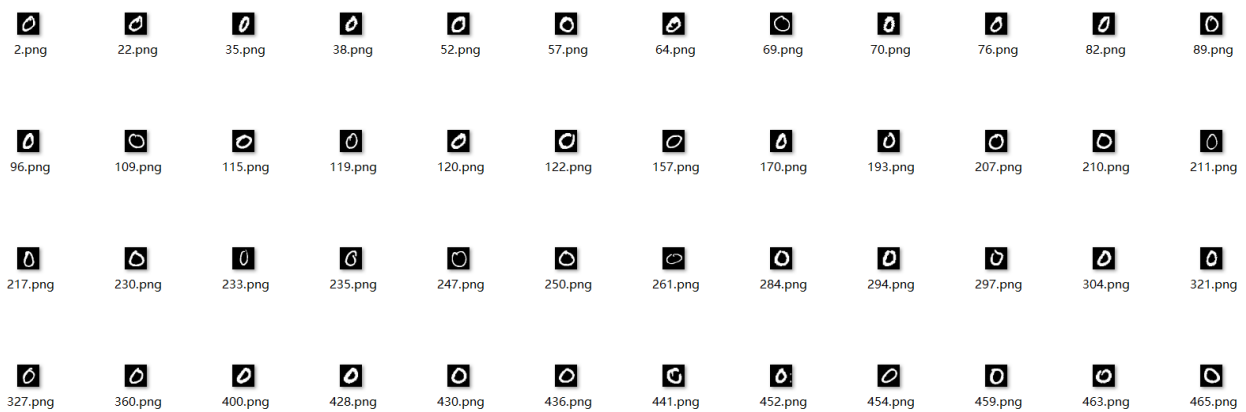 2.png 22.png 35.png 38.png 52.png 57.png 64.png 69.png 70.png 76.png 82.png 89.png
96.png 109.png 115.png 119.png 120.png 122.png 157.png 170.png 193.png 207.png 210.png 211.png
217.png 230.png 233.png 235.png 247.png 250.png 261.png 284.png 294.png 297.png 304.png 321.png
327.png 360.png 400.png 428.png 430.png 436.png 441.png 452.png 454.png 459.png 463.png 465.png